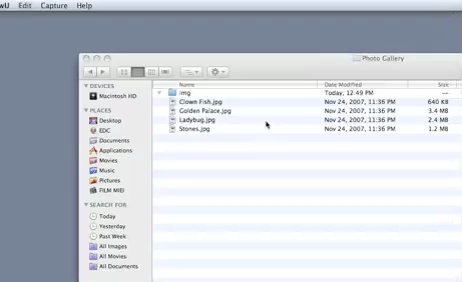 wU Edit Capture Help
Photo Gallery
Name Date Modified Size
img Today, 12:49 PM —
Clown Fish.jpg Nov 24, 2007, 11:36 PM 640 KB
Golden Palace.jpg Nov 24, 2007, 11:36 PM 3.4 MB
Ladybug.jpg Nov 24, 2007, 11:36 PM 2.4 MB
Stones.jpg Nov 24, 2007, 11:36 PM 1.2 MB
DEVICES
Macintosh HD
PLACES
Desktop
EDC
Documents
Applications
Movies
Music
Pictures
FILM MIEI
SEARCH FOR
Today
Yesterday
Past Week
All Images
All Movies
All Documents